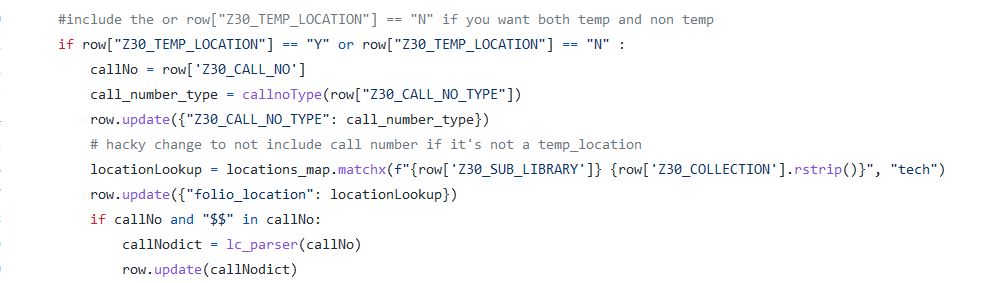 #include the or row["Z30_TEMP_LOCATION"] == "N" if you want both temp and non temp
if row["Z30_TEMP_LOCATION"] == "Y" or row["Z30_TEMP_LOCATION"] == "N" :
callNo = row['Z30_CALL_NO']
call_number_type = callnoType(row["Z30_CALL_NO_TYPE"])
row.update({"Z30_CALL_NO_TYPE": call_number_type})
# hacky change to not include call number if it's not a temp_location
locationLookup = locations_map.matchx(f"{row['Z30_SUB_LIBRARY']} {row['Z30_COLLECTION'].rstrip()}", "tech")
row.update({"folio_location": locationLookup})
if callNo and "$$" in callNo:
callNodict = lc_parser(callNo)
row.update(callNodict)